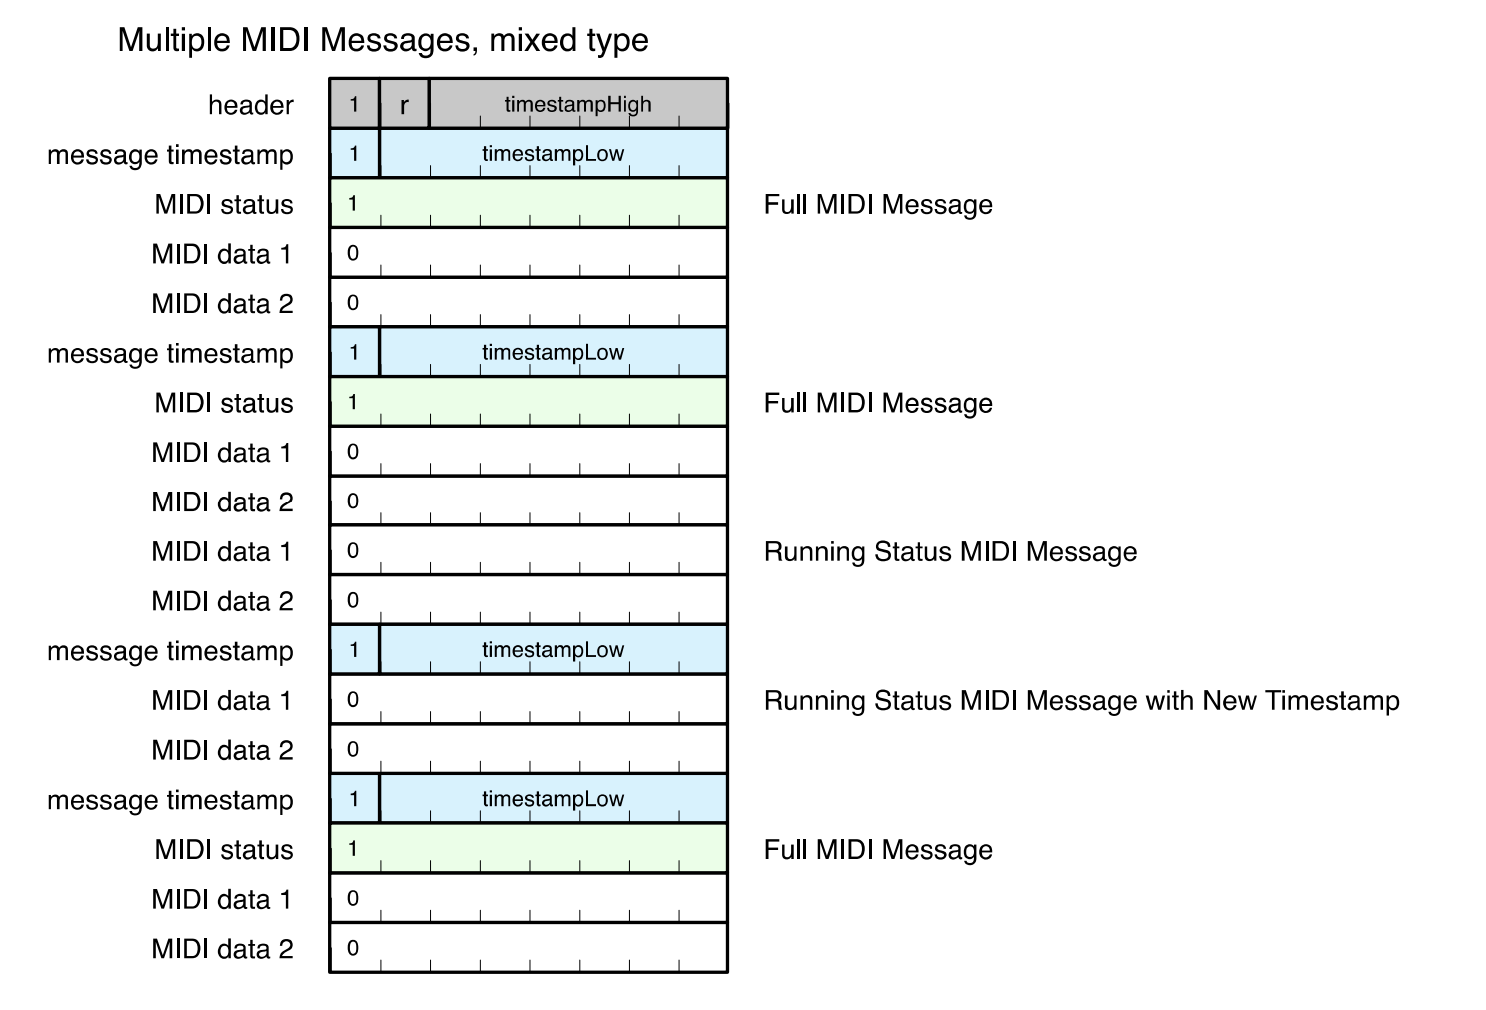 Multiple MIDI Messages, mixed type
header 1 r timestampHigh
message timestamp 1 timestampLow
MIDI status 1 Full MIDI Message
MIDI data 1 0
MIDI data 2 0
message timestamp 1 timestampLow
MIDI status 1 Full MIDI Message
MIDI data 1 0
MIDI data 2 0
MIDI data 1 0 Running Status MIDI Message
MIDI data 2 0
message timestamp 1 timestampLow
MIDI data 1 0 Running Status MIDI Message with New Timestamp
MIDI data 2 0
message timestamp 1 timestampLow
MIDI status 1 Full MIDI Message
MIDI data 1 0
MIDI data 2 0